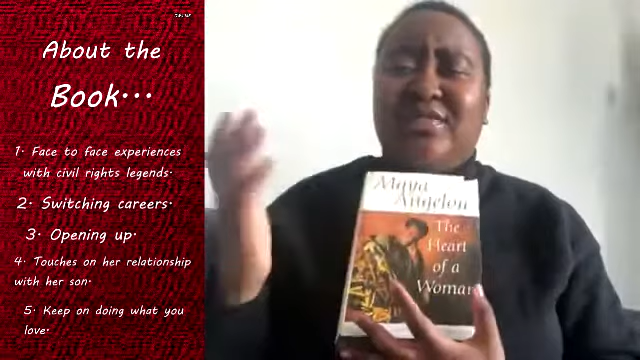 About the
Book...
1. Face to face experiences
with civil rights legends.
2. Switching careers.
3. Opening up.
4. Touches on her relationship
with her son.
5. Keep on doing what you
love.
Maya
Angelou
The
Heart
of a
Woman